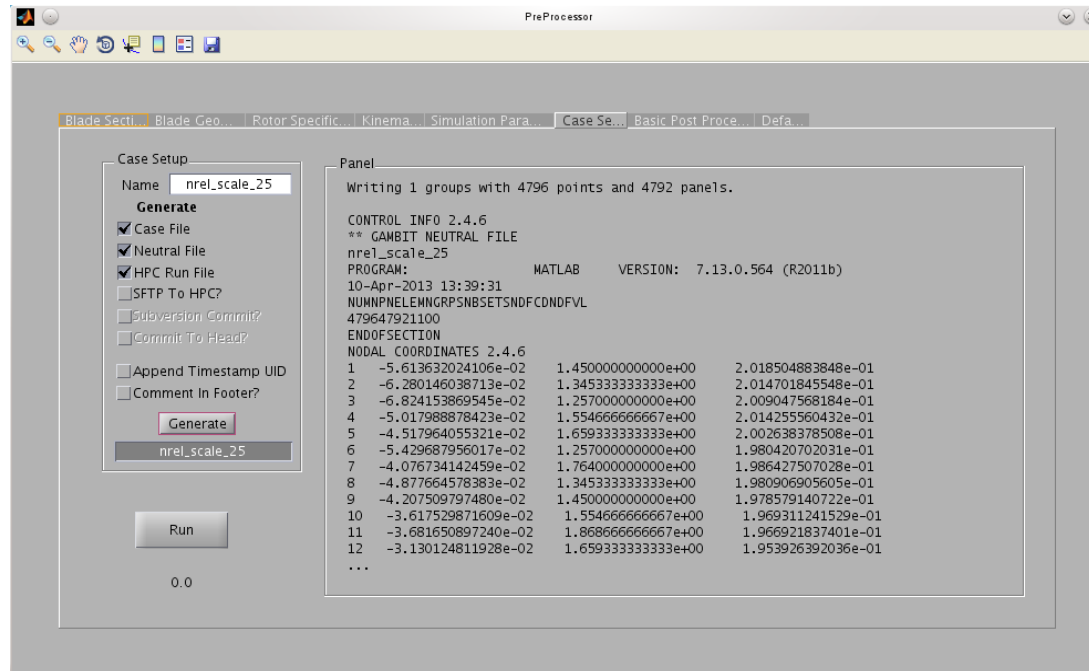 PreProcessor
Blade Secti... Blade Geo... Rotor Specific... Kinema... Simulation Para... Case Se... Basic Post Proce... Defa...
Case Setup
Name nrel_scale_25
Generate
Case File
Neutral File
HPC Run File
SFTP To HPC?
Subversion Commit?
Commit To Head?
Append Timestamp UID
Comment In Footer?
Generate
nrel_scale_25
Run
0.0
Panel
Writing 1 groups with 4796 points and 4792 panels.
CONTROL INFO 2.4.6
** GAMBIT NEUTRAL FILE
nrel_scale_25
PROGRAM: MATLAB VERSION: 7.13.0.564 (R2011b)
10-Apr-2013 13:39:31
NUMNPNELEMNGRPSNBSETSNDFCDNDFVL
479647921100
ENDOFSECTION
NODAL COORDINATES 2.4.6
1 -5.613632024106e-02 1.450000000000e+00 2.018504883848e-01
2 -6.280146038713e-02 1.345333333333e+00 2.014701845548e-01
3 -6.824153869545e-02 1.257000000000e+00 2.009047568184e-01
4 -5.017988878423e-02 1.554666666667e+00 2.014255560432e-01
5 -4.517964055321e-02 1.659333333333e+00 2.002638378508e-01
6 -5.429687956017e-02 1.257000000000e+00 1.980420702031e-01
7 -4.076734142459e-02 1.764000000000e+00 1.986427507028e-01
8 -4.877664578383e-02 1.345333333333e+00 1.980906905605e-01
9 -4.207509797480e-02 1.450000000000e+00 1.978579140722e-01
10 -3.617529871609e-02 1.554666666667e+00 1.969311241529e-01
11 -3.681650897240e-02 1.868666666667e+00 1.966921837401e-01
12 -3.130124811928e-02 1.659333333333e+00 1.953926392036e-01
...